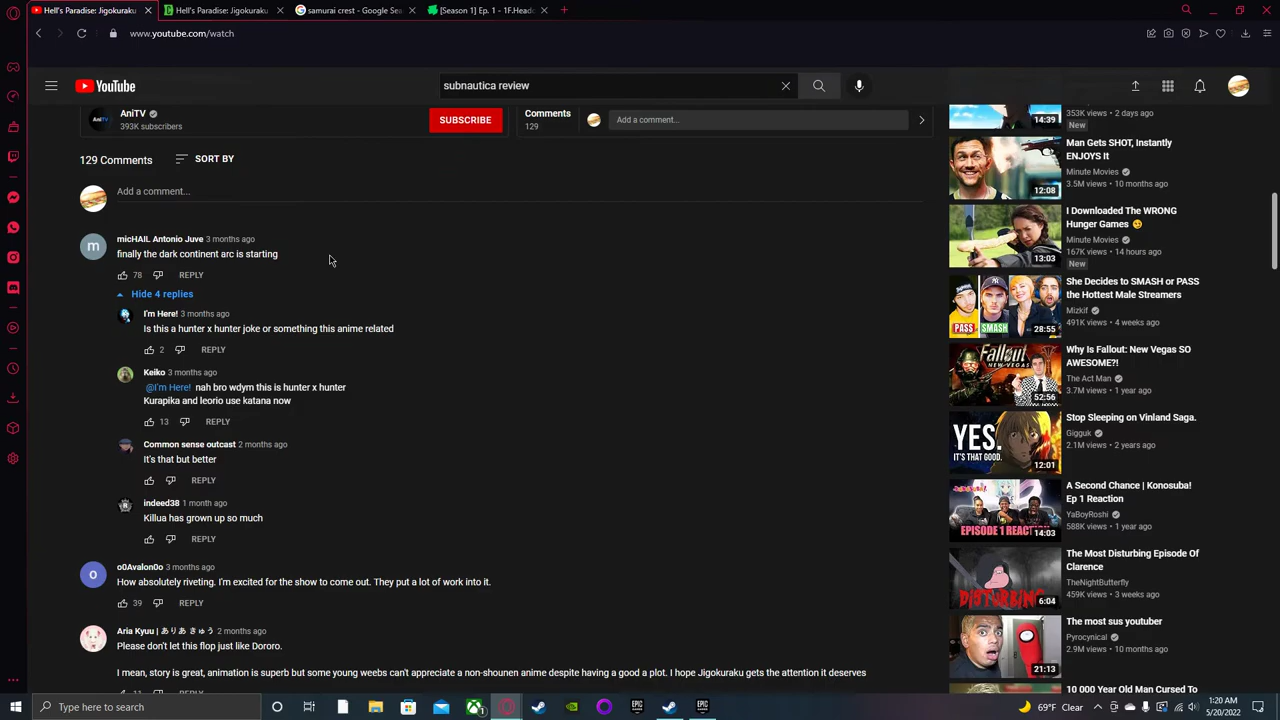 Hell's Paradise: Jigokuraku
Hell's Paradise: Jigokuraku
samurai crest - Google Sea
[Season 1] Ep. 1 - 1F.Headc
www.youtube.com/watch
YouTube
subnautica review
AniTV
393K subscribers
SUBSCRIBE
Comments
129
Add a comment...
129 Comments
SORT BY
Add a comment...
micHAIL Antonio Juve 3 months ago
finally the dark continent arc is starting
78
REPLY
Hide 4 replies
I'm Here! 3 months ago
Is this a hunter x hunter joke or something this anime related
2
REPLY
Keiko 3 months ago
@I'm Here! nah bro wdym this is hunter x hunter
Kurapika and leorio use katana now
13
REPLY
Common sense outcast 2 months ago
It's that but better
REPLY
indeed38 1 month ago
Killua has grown up so much
REPLY
o0Avalon0o 3 months ago
How absolutely riveting. I'm excited for the show to come out. They put a lot of work into it.
39
REPLY
Aria Kyuu | ありあ きゅう 2 months ago
Please don't let this flop just like Dororo.
I mean, story is great, animation is superb but some youth weebs can't appreciate a non-shounen anime despite having a good a plot. I hope Jigokuraku gets the attention it deserves
14:39
353K views • 2 days ago
New
12:08
Man Gets SHOT, Instantly
ENJOYS It
Minute Movies
3.5M views • 10 months ago
13:03
I Downloaded The WRONG
Hunger Games 😉
Minute Movies
167K views • 14 hours ago
New
PASS
SMASH
28:55
She Decides to SMASH or PASS
the Hottest Male Streamers
Mizkif
491K views • 4 weeks ago
Fallout
NEW VEGAS
52:56
Why Is Fallout: New Vegas SO
AWESOME?!
The Act Man
3.7M views • 1 year ago
YES.
IT'S THAT GOOD.
12:01
Stop Sleeping on Vinland Saga.
Gigguk
2.1M views • 2 years ago
EPISODE 1 REACTION
14:03
A Second Chance | Konosuba!
Ep 1 Reaction
YaBoyRoshi
588K views • 1 year ago
DISTURBING
6:04
The Most Disturbing Episode Of
Clarence
TheNightButterfly
459K views • 3 weeks ago
21:13
The most sus youtuber
Pyrocynical
2.9M views • 10 months ago
10 000 Year Old Man Cursed To
Type here to search
69°F Clear
1:20 AM
5/20/2022